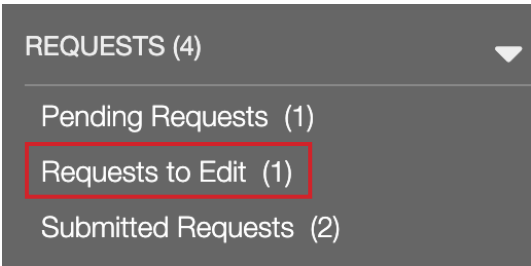 REQUESTS (4)
Pending Requests (1)
Requests to Edit (1)
Submitted Requests (2)